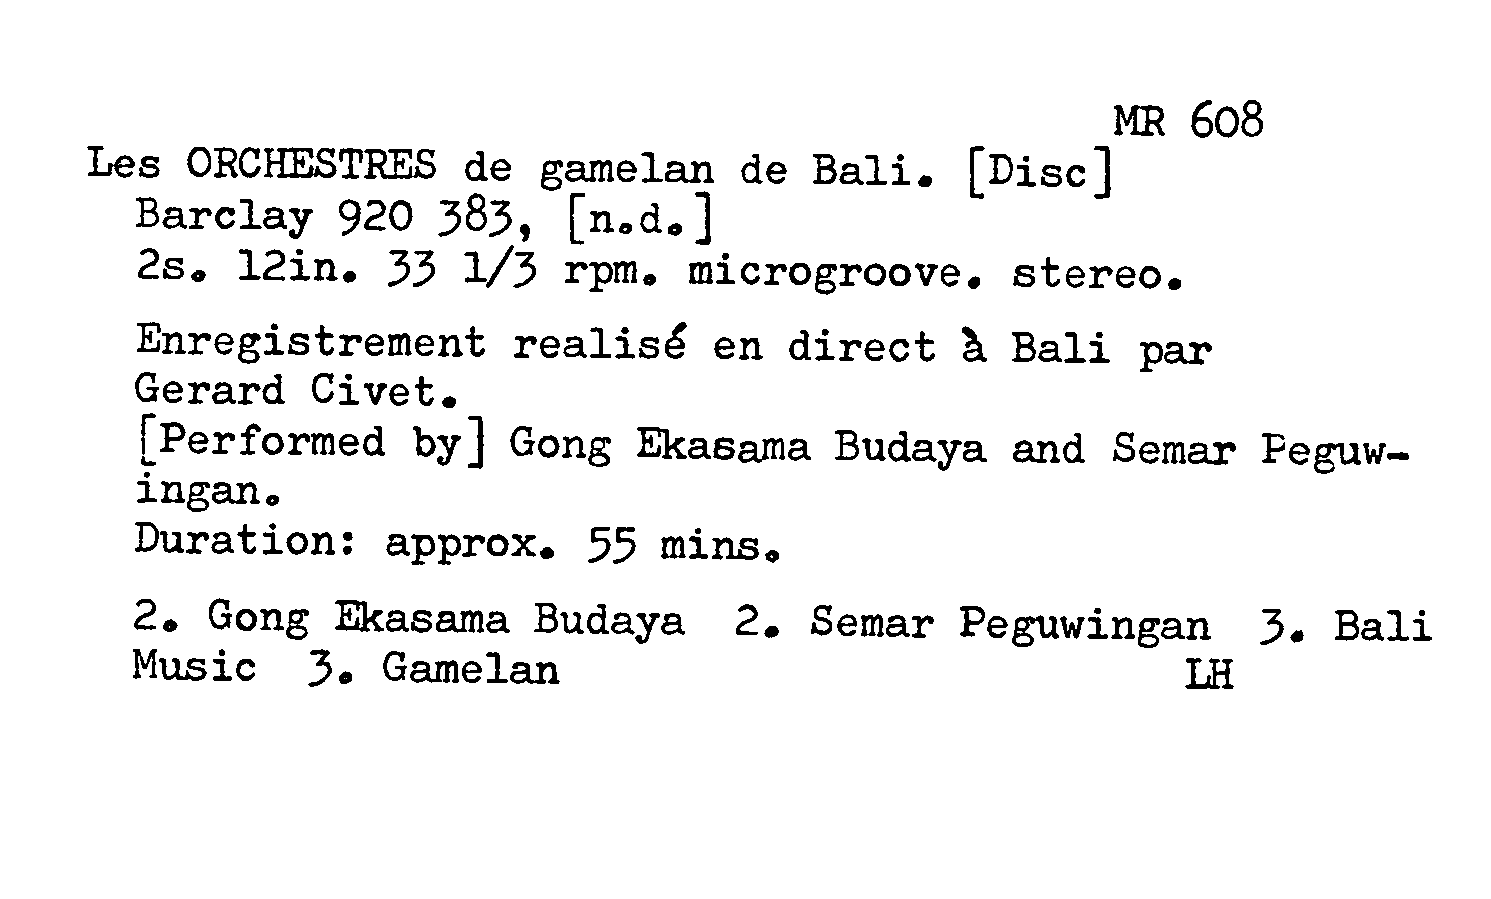 MR 608
Les ORCHESTRES de gamelan de Bali. [Disc]
Barclay 920 383, [n.d.]
2s. 12in. 33 1/3 rpm. microgroove. stereo.
Enregistrement realisé en direct à Bali par
Gerard Civet.
[Performed by] Gong Ekasama Budaya and Semar Peguw-
ingan.
Duration: approx. 55 mins.
2. Gong Ekasama Budaya 2. Semar Peguwingan 3. Bali
Music 3. Gamelan LH